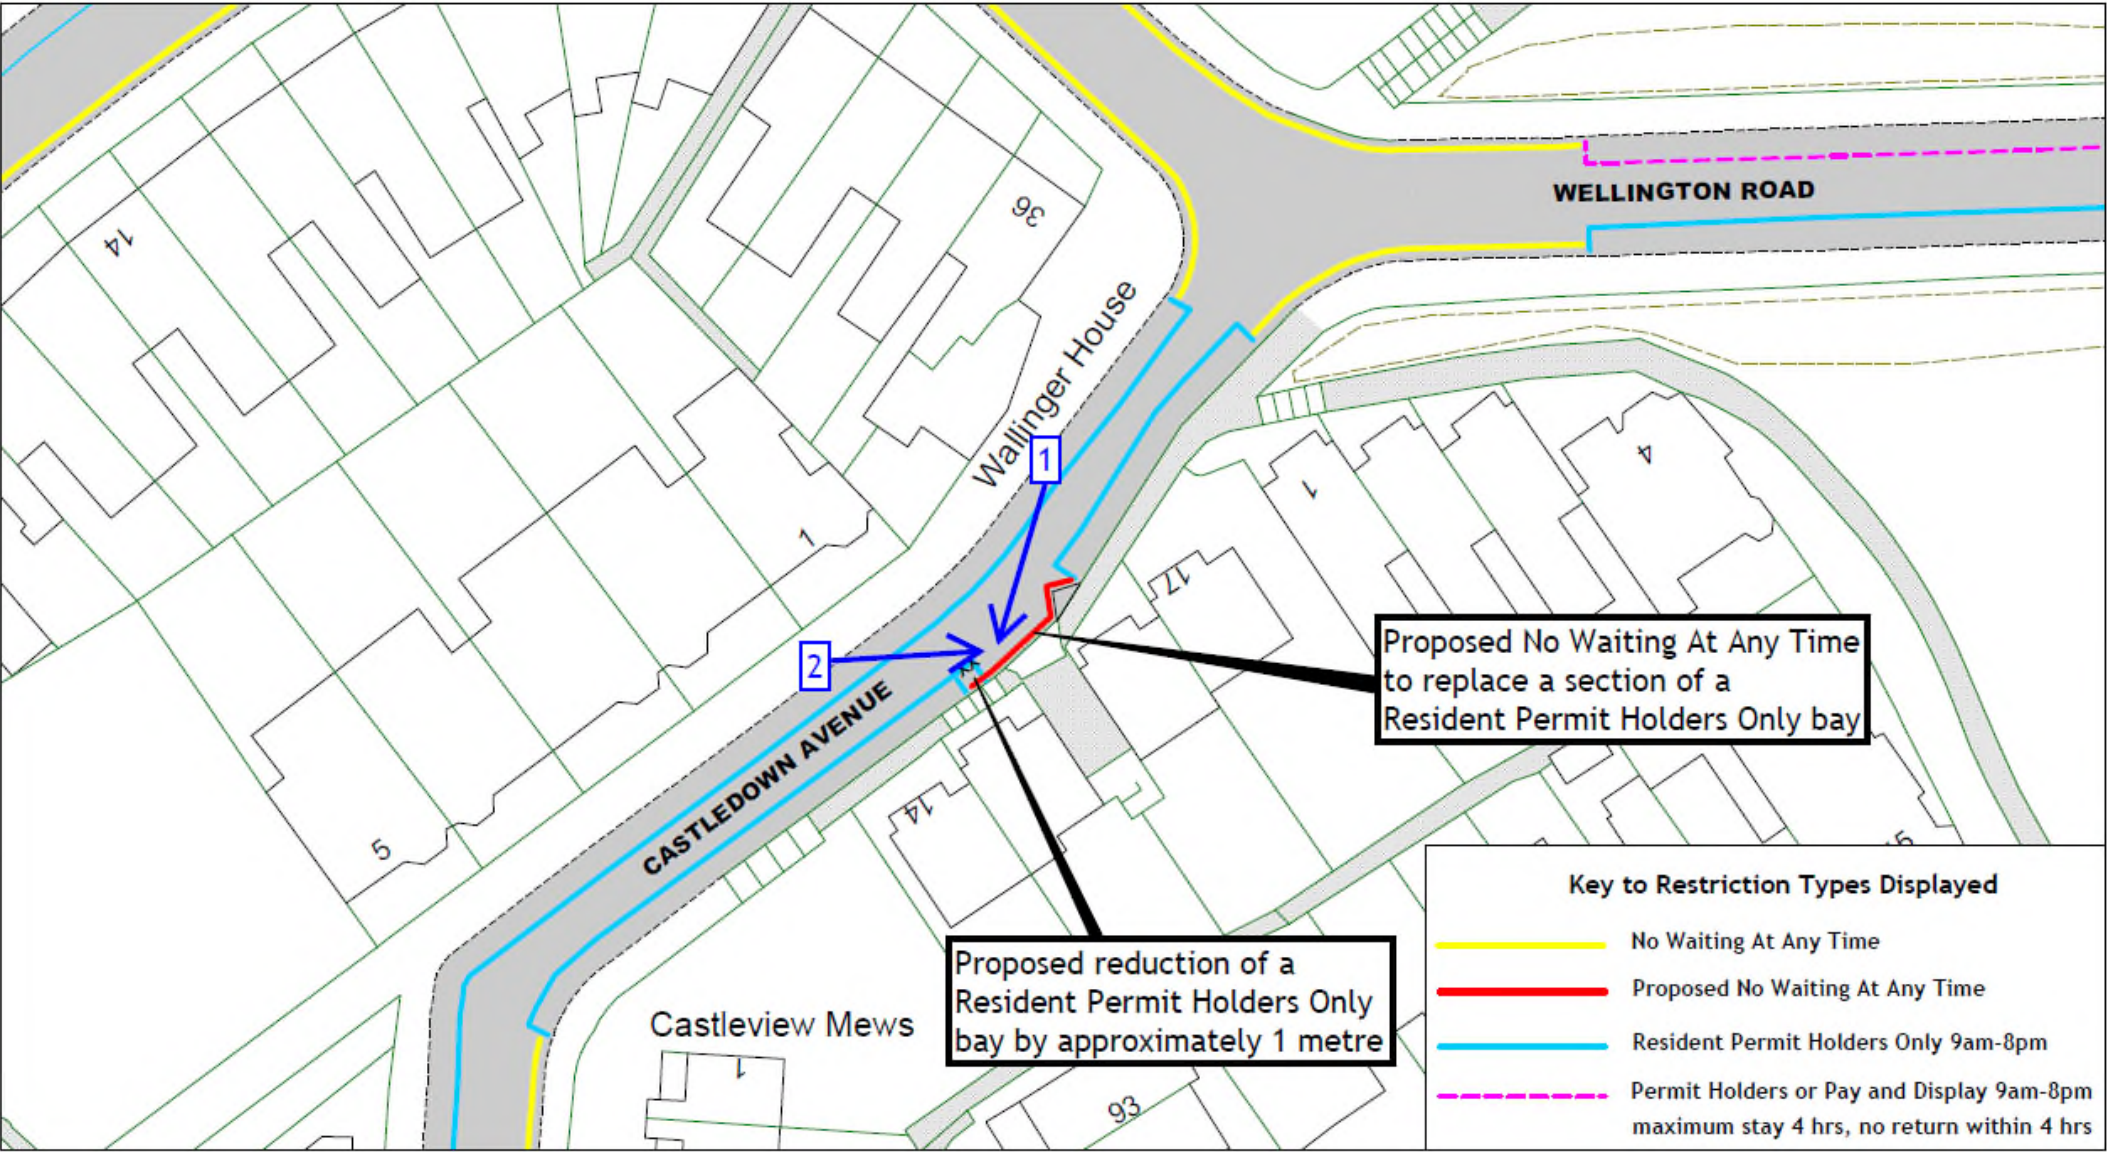 14
36
WELLINGTON ROAD
Wallinger House
1
1
1
4
17
2
Proposed No Waiting At Any Time
to replace a section of a
Resident Permit Holders Only bay
CASTLEDOWN AVENUE
14
5
Key to Restriction Types Displayed
No Waiting At Any Time
Proposed No Waiting At Any Time
Resident Permit Holders Only 9am-8pm
Permit Holders or Pay and Display 9am-8pm
maximum stay 4 hrs, no return within 4 hrs
Proposed reduction of a
Resident Permit Holders Only
bay by approximately 1 metre
Castleview Mews
1
93